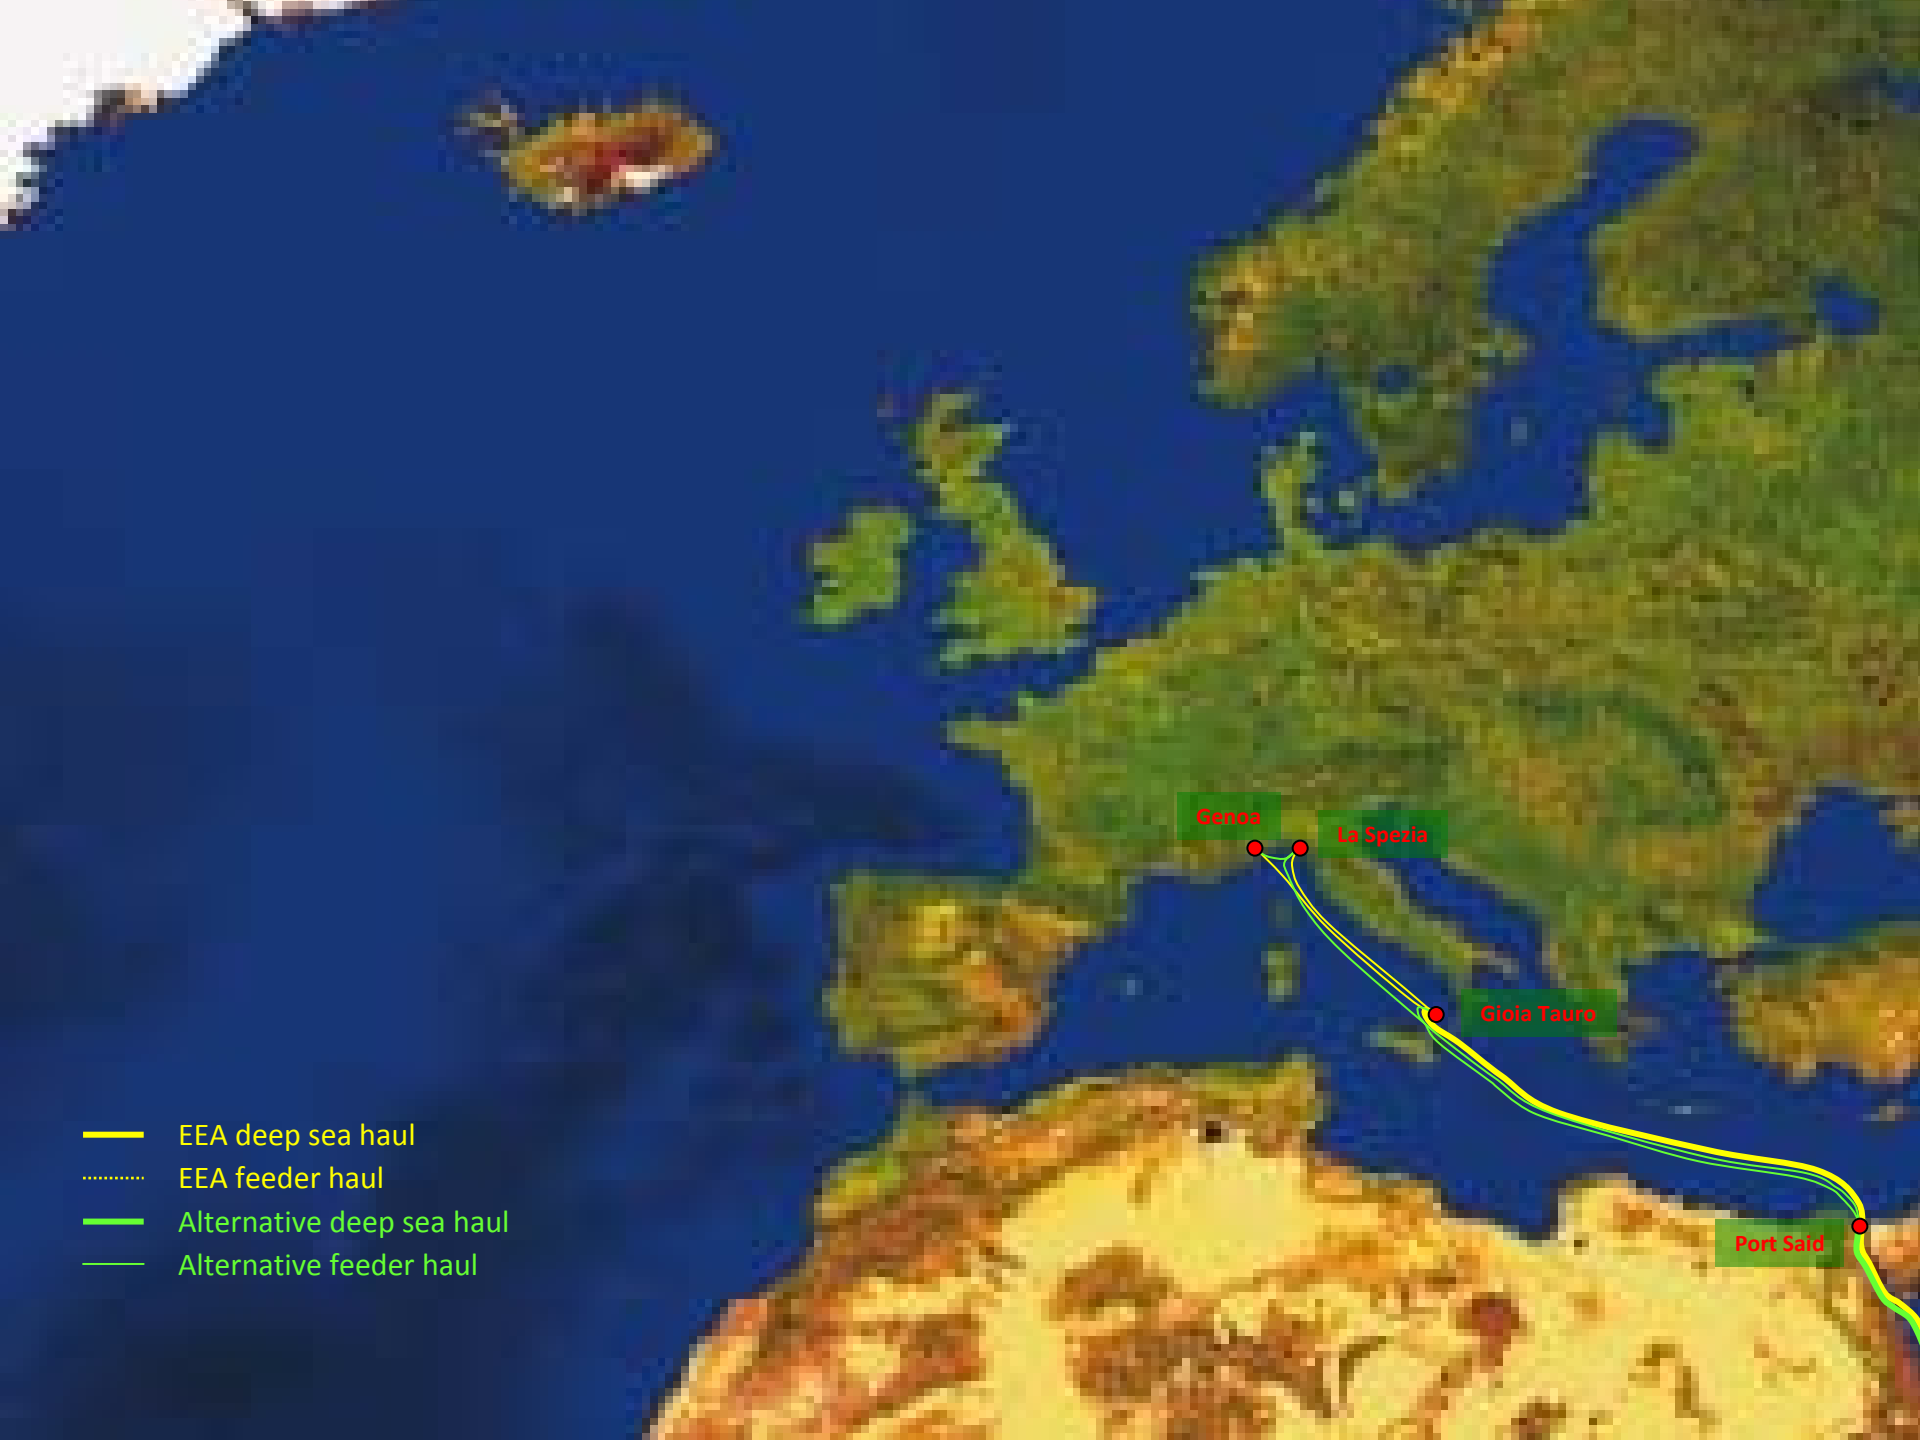 Genoa
La Spezia
Gioia Tauro
EEA deep sea haul
EEA feeder haul
Alternative deep sea haul
Alternative feeder haul
Port Said